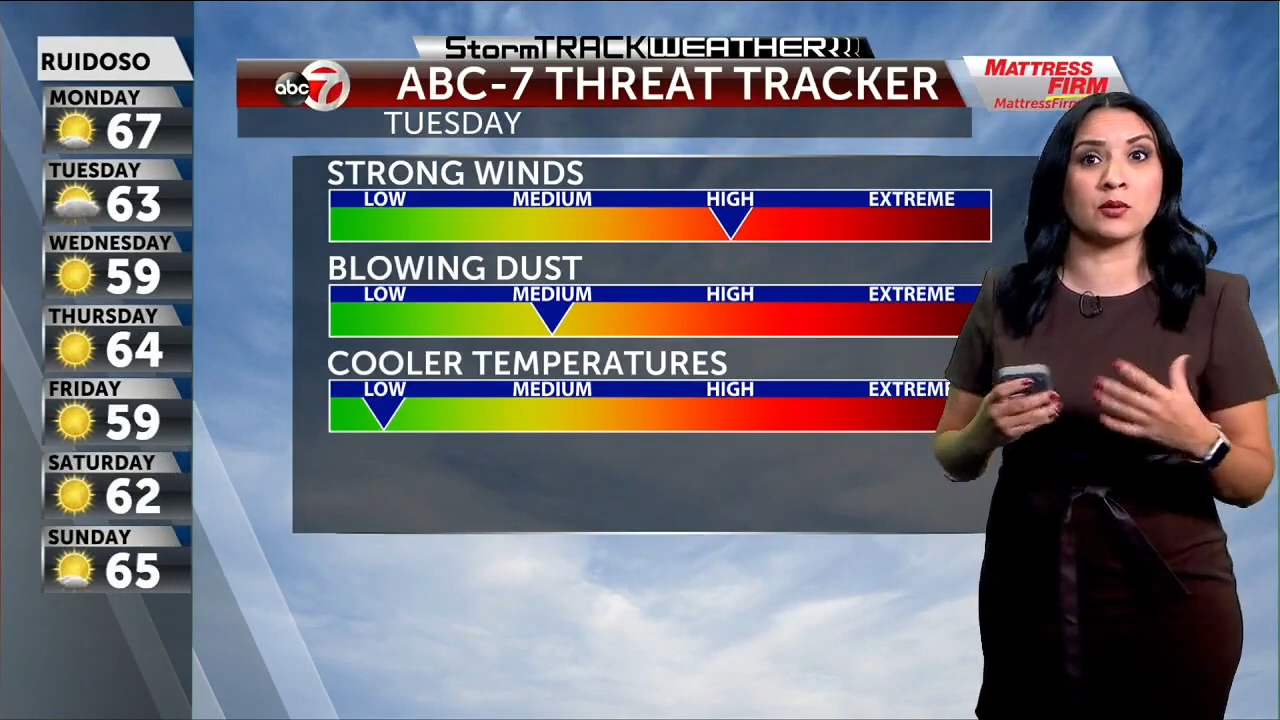 RUIDOSO
MONDAY
67
TUESDAY
63
WEDNESDAY
59
THURSDAY
64
FRIDAY
59
SATURDAY
62
SUNDAY
65
StormTRACKWEATHER
abc 7
ABC-7 THREAT TRACKER
MATTRESS
FIRM
TUESDAY
STRONG WINDS
LOW MEDIUM HIGH EXTREME
BLOWING DUST
LOW MEDIUM HIGH EXTREME
COOLER TEMPERATURES
LOW MEDIUM HIGH EXTREM